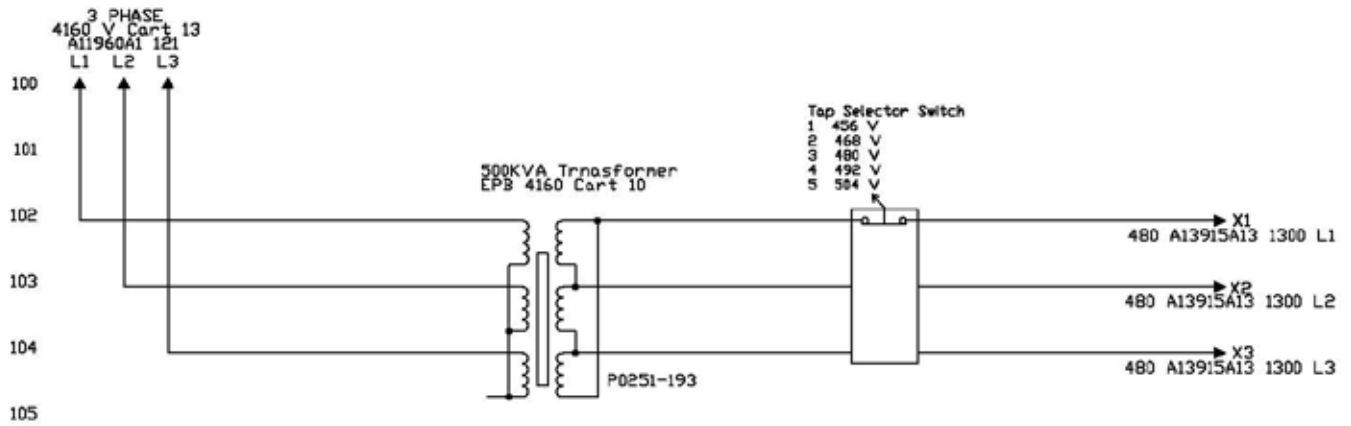 3 PHASE
4160 V Cart 13
A11960A1 121
L1 L2 L3
100
Tap Selector Switch
1 456 V
2 468 V
3 480 V
4 492 V
5 504 V
101
500KVA Trnasformer
EPB 4160 Cart 10
102
X1
480 A13915A13 1300 L1
103
X2
480 A13915A13 1300 L2
104
X3
480 A13915A13 1300 L3
P0251-193
105